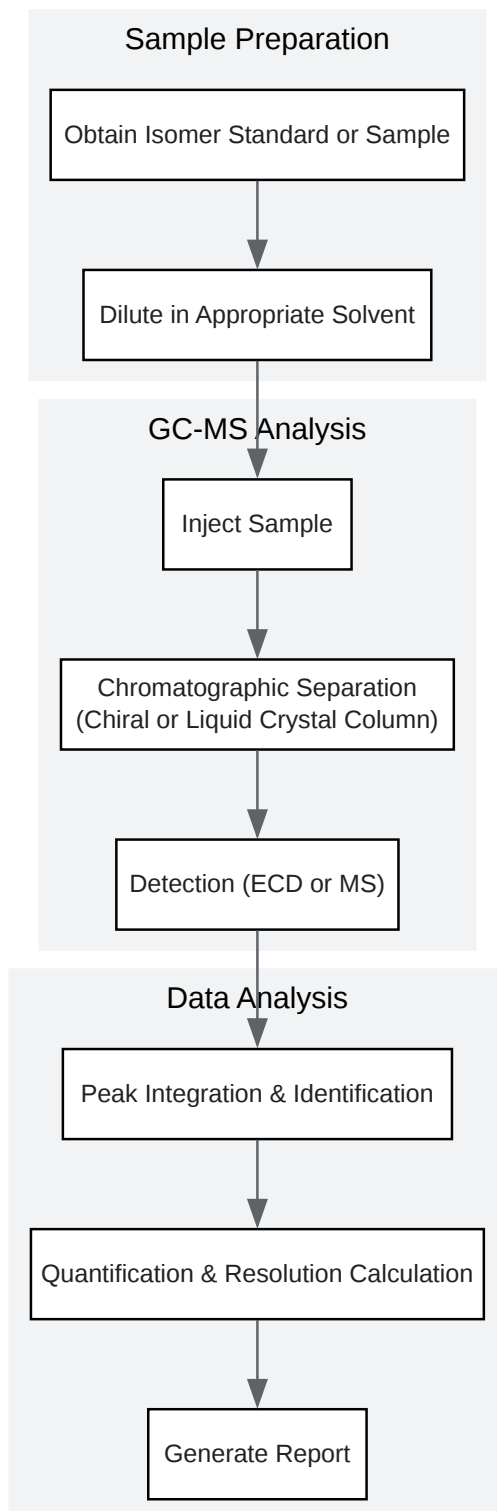 Sample Preparation
Obtain Isomer Standard or Sample
Dilute in Appropriate Solvent
GC-MS Analysis
Inject Sample
Chromatographic Separation
(Chiral or Liquid Crystal Column)
Detection (ECD or MS)
Data Analysis
Peak Integration & Identification
Quantification & Resolution Calculation
Generate Report